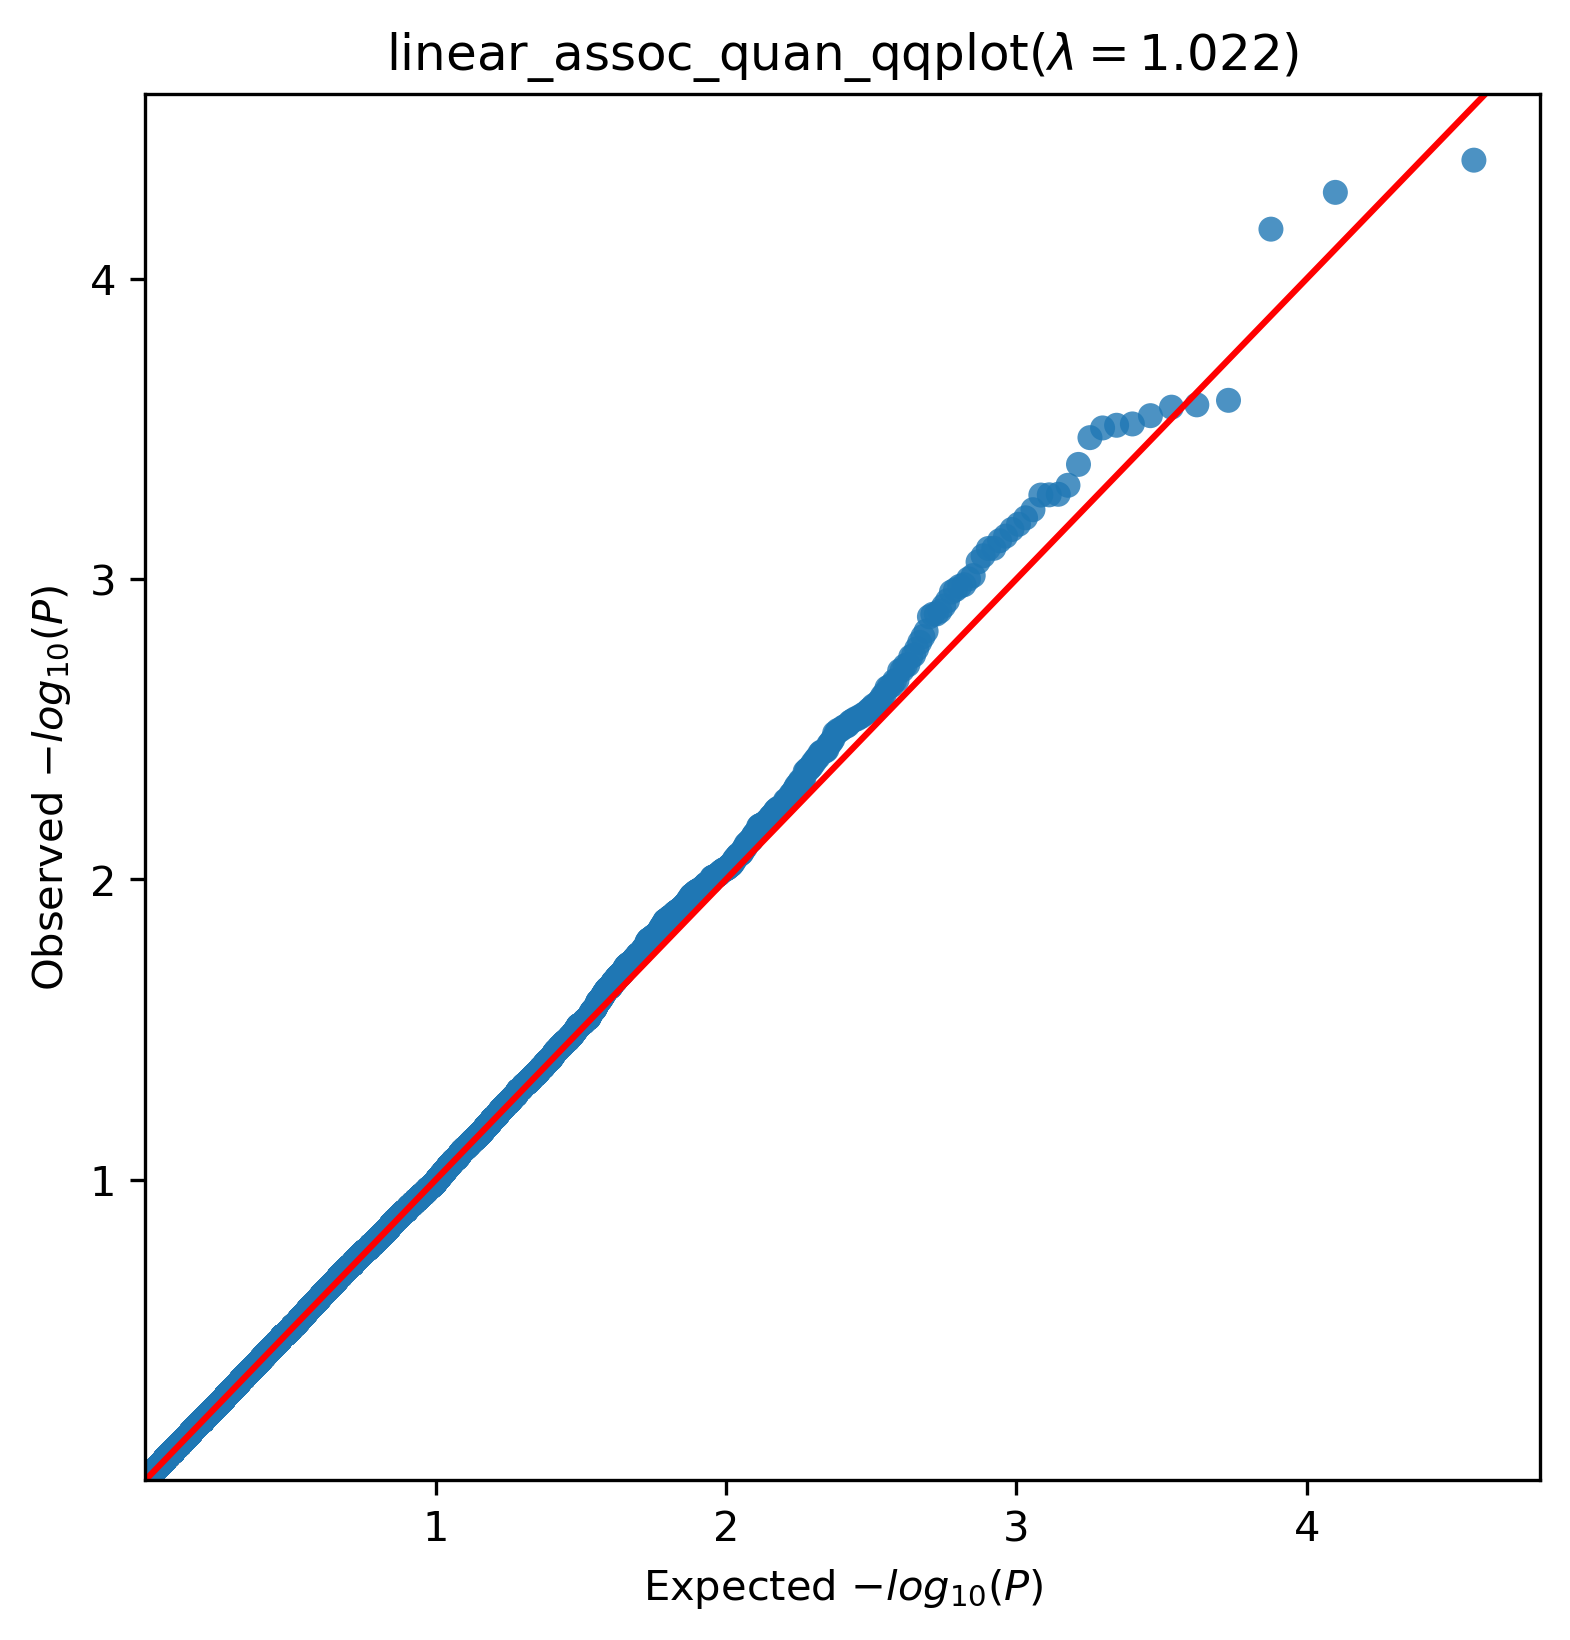 linear_assoc_quan_qqplot(λ = 1.022)
Observed −log₁₀(P)
4
3
2
1
1 2 3 4
Expected −log₁₀(P)